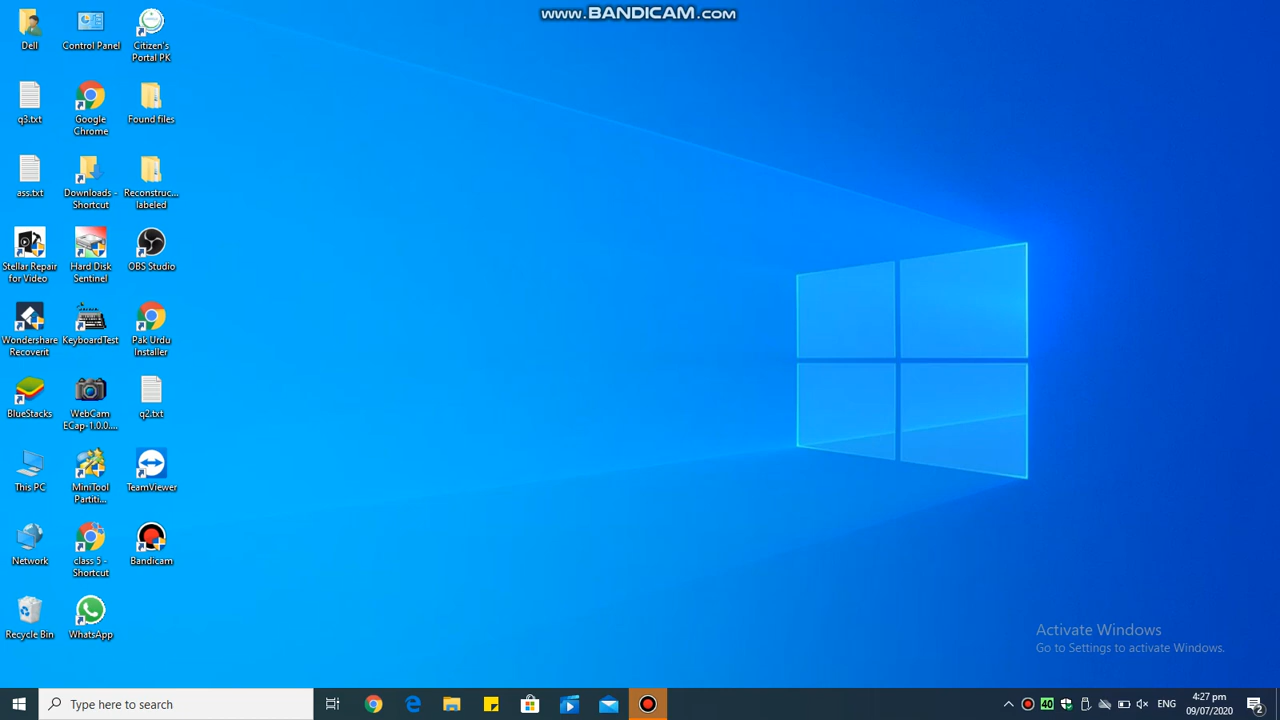 www.BANDICAM.com
Dell
Control Panel
Citizen's
Portal PK
q3.txt
Google
Chrome
Found files
ass.txt
Downloads -
Shortcut
Reconstruc...
labeled
Stellar Repair
for Video
Hard Disk
Sentinel
OBS Studio
Wondershare
Recoverit
KeyboardTest
Pak Urdu
Installer
BlueStacks
WebCam
ECap-1.0.0....
q2.txt
This PC
MiniTool
Partiti...
TeamViewer
Network
class 5 -
Shortcut
Bandicam
Recycle Bin
WhatsApp
Activate Windows
Go to Settings to activate Windows.
Type here to search
40
ENG
4:27 pm
09/07/2020
2